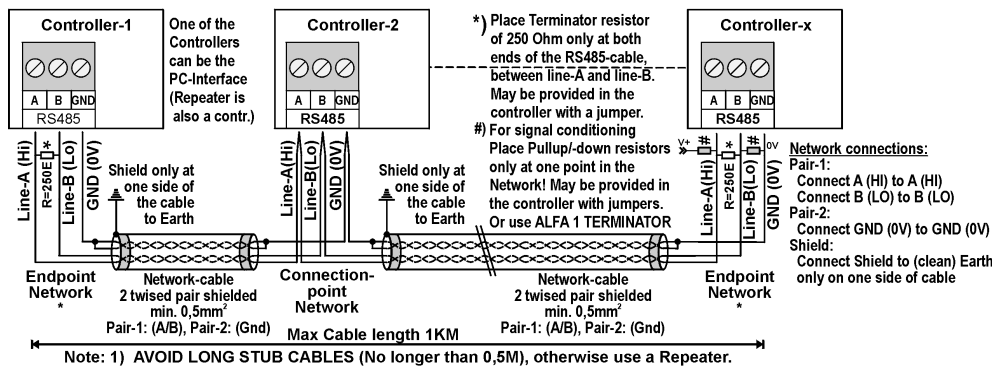 Controller-1
A B GND
RS485
One of the
Controllers
can be the
PC-Interface
(Repeater is
also a contr.)
Controller-2
A B GND
RS485
*) Place Terminator resistor
of 250 Ohm only at both
ends of the RS485-cable,
between line-A and line-B.
May be provided in the
controller with a jumper.
#) For signal conditioning
Place Pullup/-down resistors
only at one point in the
Network! May be provided in
the controller with jumpers.
Or use ALFA 1 TERMINATOR
Controller-x
A B GND
RS485
Line-A (Hi)
R=250E
*
Line-B (Lo)
GND (0V)
Shield only at
one side of
the cable
to Earth
Line-A(Hi)
Line-B(Lo)
GND (0V)
Shield only at
one side of
the cable
to Earth
V+
#
*
#
0V
Line-A(Hi)
R=250E
Line-B(Lo)
GND (0V)
Network connections:
Pair-1:
Connect A (HI) to A (HI)
Connect B (LO) to B (LO)
Pair-2:
Connect GND (0V) to GND (0V)
Shield:
Connect Shield to (clean) Earth
only on one side of cable
Endpoint
Network
*
Network-cable
2 twised pair shielded
min. 0,5mm²
Pair-1: (A/B), Pair-2: (Gnd)
Connection-
point
Network
Network-cable
2 twised pair shielded
min. 0,5mm²
Pair-1: (A/B), Pair-2: (Gnd)
Endpoint
Network
*
Max Cable length 1KM
Note: 1) AVOID LONG STUB CABLES (No longer than 0,5M), otherwise use a Repeater.